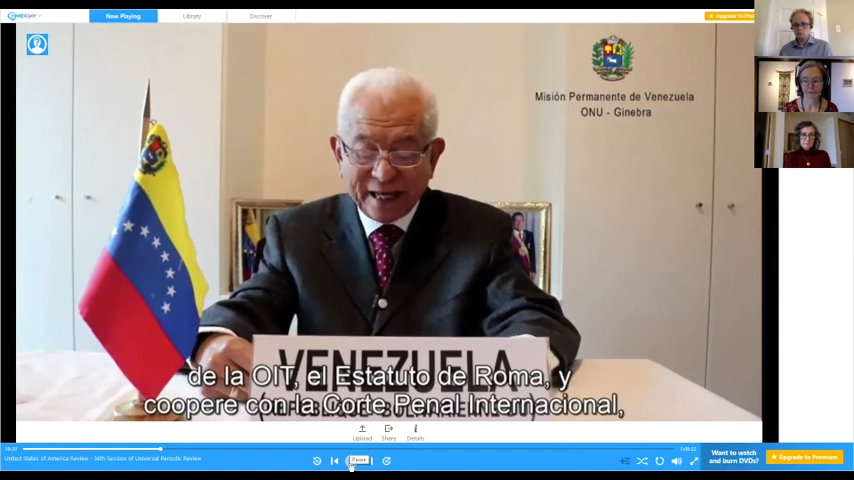 Now Playing
Library
Discover
Upgrade To Prem
Misión Permanente de Venezuela
ONU - Ginebra
VENEZUELA
de la OIT, el Estatuto de Roma, y
coopere con la Corte Penal Internacional,
Upload
Share
Details
United States of America Review - 36th Session of Universal Periodic Review
Pause
Want to watch
and burn DVDs?
Upgrade to Premium